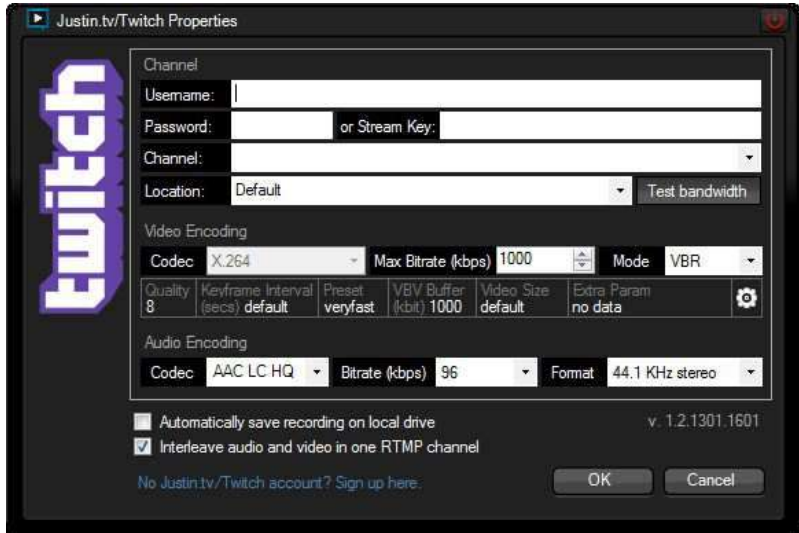 Justin.tv/Twitch Properties
twitch
Channel
Username:
Password: or Stream Key:
Channel:
Location: Default Test bandwidth
Video Encoding
Codec X.264 Max Bitrate (kbps) 1000 Mode VBR
Quality Keyframe Interval Preset VBV Buffer Video Size Extra Param
8 (secs) default veryfast (kbit) 1000 default no data
Audio Encoding
Codec AAC LC HQ Bitrate (kbps) 96 Format 44.1 KHz stereo
Automatically save recording on local drive v. 1.2.1301.1601
Interleave audio and video in one RTMP channel
No Justin.tv/Twitch account? Sign up here. OK Cancel